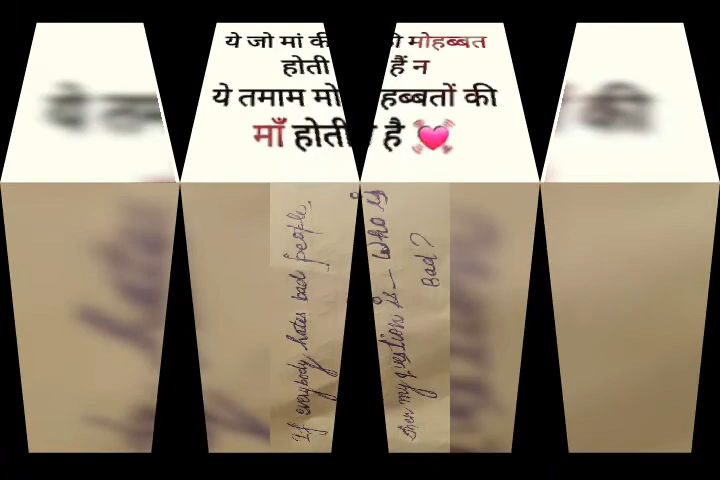 ये जो मां की मोहब्बत
होती हैं न
ये तमाम मोहब्बतों की
माँ होती है 💓
If everybody hates bad people.
Then my question is — Who is
Bad?